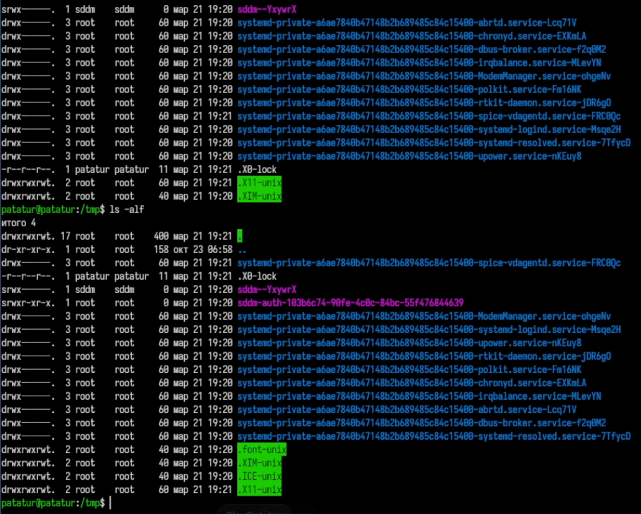 srwx------. 1 sddm    sddm      0 мар 21 19:20 sddm--YxywrX
drwx------. 3 root    root     60 мар 21 19:20 systemd-private-a6ae7840b47148b2b689485c84c15400-abrtd.service-Lcq71V
drwx------. 3 root    root     60 мар 21 19:20 systemd-private-a6ae7840b47148b2b689485c84c15400-chronyd.service-EXKmLA
drwx------. 3 root    root     60 мар 21 19:20 systemd-private-a6ae7840b47148b2b689485c84c15400-dbus-broker.service-f2q0M2
drwx------. 3 root    root     60 мар 21 19:20 systemd-private-a6ae7840b47148b2b689485c84c15400-irqbalance.service-MLevYN
drwx------. 3 root    root     60 мар 21 19:20 systemd-private-a6ae7840b47148b2b689485c84c15400-ModemManager.service-ohgeNv
drwx------. 3 root    root     60 мар 21 19:20 systemd-private-a6ae7840b47148b2b689485c84c15400-polkit.service-Fm16NK
drwx------. 3 root    root     60 мар 21 19:20 systemd-private-a6ae7840b47148b2b689485c84c15400-rtkit-daemon.service-jDR6gO
drwx------. 3 root    root     60 мар 21 19:21 systemd-private-a6ae7840b47148b2b689485c84c15400-spice-vdagentd.service-FRC0Qc
drwx------. 3 root    root     60 мар 21 19:20 systemd-private-a6ae7840b47148b2b689485c84c15400-systemd-logind.service-Msqe2H
drwx------. 3 root    root     60 мар 21 19:20 systemd-private-a6ae7840b47148b2b689485c84c15400-systemd-resolved.service-7TfycD
drwx------. 3 root    root     60 мар 21 19:20 systemd-private-a6ae7840b47148b2b689485c84c15400-upower.service-nKEuy8
-r--r--r--. 1 patatur patatur  11 мар 21 19:21 .X0-lock
drwxrwxrwt. 2 root    root     60 мар 21 19:21 .X11-unix
drwxrwxrwt. 2 root    root     40 мар 21 19:20 .XIM-unix
patatur@patatur:/tmp$ ls -alf
итого 4
drwxrwxrwt. 17 root    root    400 мар 21 19:21 .
dr-xr-xr-x. 1 root    root    158 окт 23 06:58 ..
drwx------. 3 root    root     60 мар 21 19:21 systemd-private-a6ae7840b47148b2b689485c84c15400-spice-vdagentd.service-FRC0Qc
-r--r--r--. 1 patatur patatur  11 мар 21 19:21 .X0-lock
srwx------. 1 sddm    sddm      0 мар 21 19:20 sddm--YxywrX
srwxr-xr-x. 1 root    root      0 мар 21 19:20 sddm-auth-103b6c74-90fe-4c0c-84bc-55f476844639
drwx------. 3 root    root     60 мар 21 19:20 systemd-private-a6ae7840b47148b2b689485c84c15400-ModemManager.service-ohgeNv
drwx------. 3 root    root     60 мар 21 19:20 systemd-private-a6ae7840b47148b2b689485c84c15400-systemd-logind.service-Msqe2H
drwx------. 3 root    root     60 мар 21 19:20 systemd-private-a6ae7840b47148b2b689485c84c15400-upower.service-nKEuy8
drwx------. 3 root    root     60 мар 21 19:20 systemd-private-a6ae7840b47148b2b689485c84c15400-rtkit-daemon.service-jDR6gO
drwx------. 3 root    root     60 мар 21 19:20 systemd-private-a6ae7840b47148b2b689485c84c15400-polkit.service-Fm16NK
drwx------. 3 root    root     60 мар 21 19:20 systemd-private-a6ae7840b47148b2b689485c84c15400-chronyd.service-EXKmLA
drwx------. 3 root    root     60 мар 21 19:20 systemd-private-a6ae7840b47148b2b689485c84c15400-irqbalance.service-MLevYN
drwx------. 3 root    root     60 мар 21 19:20 systemd-private-a6ae7840b47148b2b689485c84c15400-abrtd.service-Lcq71V
drwx------. 3 root    root     60 мар 21 19:20 systemd-private-a6ae7840b47148b2b689485c84c15400-dbus-broker.service-f2q0M2
drwx------. 3 root    root     60 мар 21 19:20 systemd-private-a6ae7840b47148b2b689485c84c15400-systemd-resolved.service-7TfycD
drwxrwxrwt. 2 root    root     40 мар 21 19:20 .font-unix
drwxrwxrwt. 2 root    root     40 мар 21 19:20 .XIM-unix
drwxrwxrwt. 2 root    root     40 мар 21 19:20 .ICE-unix
drwxrwxrwt. 2 root    root     60 мар 21 19:21 .X11-unix
patatur@patatur:/tmp$